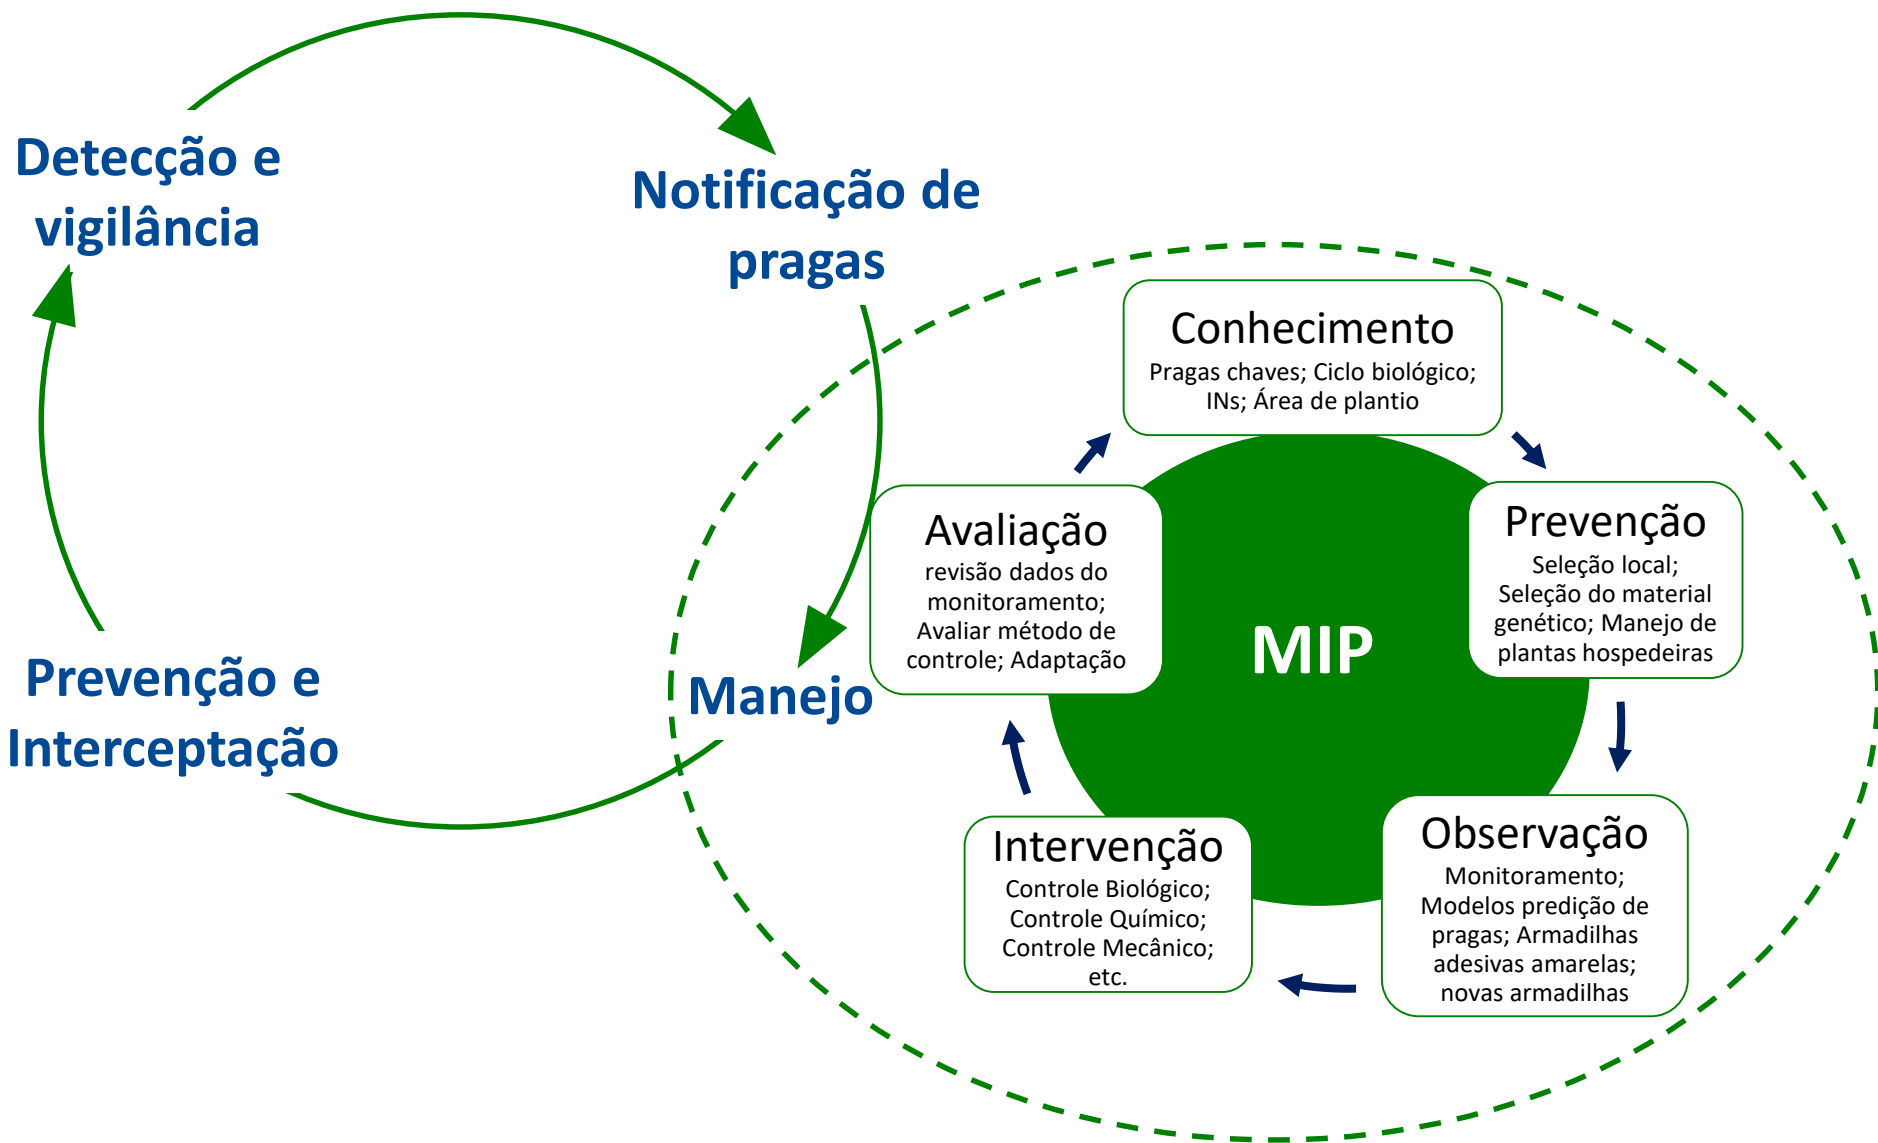 Detecção e
vigilância
Notificação de
pragas
Manejo
Prevenção e
Interceptação
MIP
Conhecimento
Pragas chaves; Ciclo biológico;
INs; Área de plantio
Prevenção
Seleção local;
Seleção do material
genético; Manejo de
plantas hospedeiras
Observação
Monitoramento;
Modelos predição de
pragas; Armadilhas
adesivas amarelas;
novas armadilhas
Intervenção
Controle Biológico;
Controle Químico;
Controle Mecânico;
etc.
Avaliação
revisão dados do
monitoramento;
Avaliar método de
controle; Adaptação